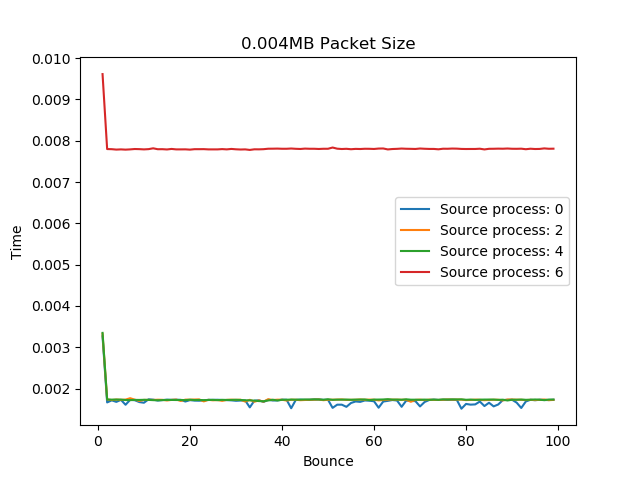 0.004MB Packet Size
0.010
0.009
0.008
0.007
0.006
0.005
0.004
0.003
0.002
Time
Source process: 0
Source process: 2
Source process: 4
Source process: 6
0 20 40 60 80 100
Bounce